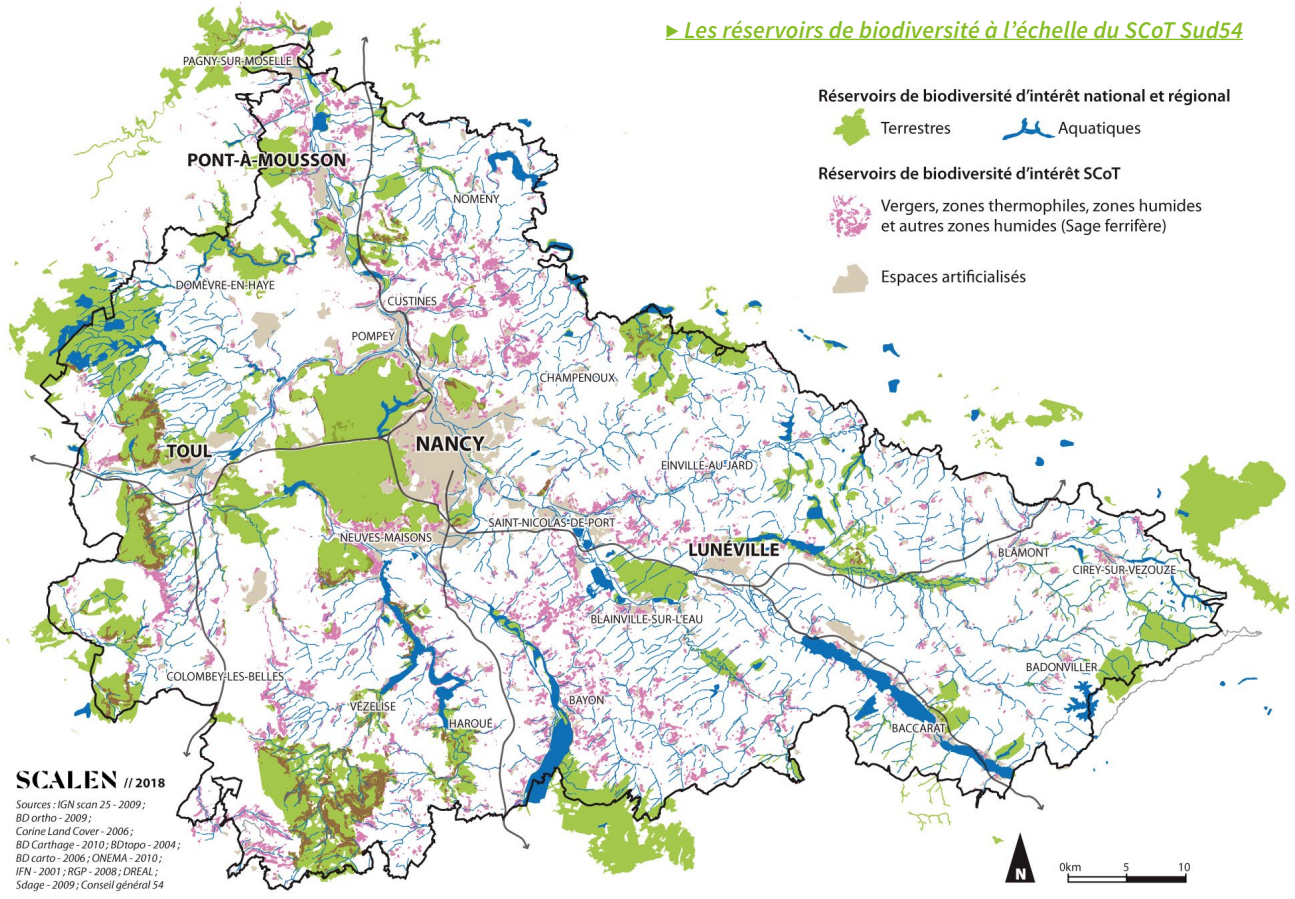 ▸ Les réservoirs de biodiversité à l’échelle du SCoT Sud54
Réservoirs de biodiversité d’intérêt national et régional
Terrestres
Aquatiques
Réservoirs de biodiversité d’intérêt SCoT
Vergers, zones thermophiles, zones humides
et autres zones humides (Sage ferrifère)
Espaces artificialisés
PAGNY-SUR-MOSELLE
PONT-À-MOUSSON
NOMENY
DOMÈVRE-EN-HAYE
CUSTINES
POMPEY
CHAMPENOUX
TOUL
NANCY
EINVILLE-AU-JARD
SAINT-NICOLAS-DE-PORT
NEUVES-MAISONS
LUNÉVILLE
BLÂMONT
CIREY-SUR-VEZOUZE
BLAINVILLE-SUR-L'EAU
COLOMBEY-LES-BELLES
BADONVILLER
VÉZELISE
BAYON
HAROUÉ
BACCARAT
SCALEN // 2018
Sources : IGN scan 25 - 2009 ;
BD ortho - 2009 ;
Corine Land Cover - 2006 ;
BD Carthage - 2010 ; BDtopo - 2004 ;
BD carto - 2006 ; ONEMA - 2010 ;
IFN - 2001 ; RGP - 2008 ; DREAL ;
Sdage - 2009 ; Conseil général 54
N
0km 5 10